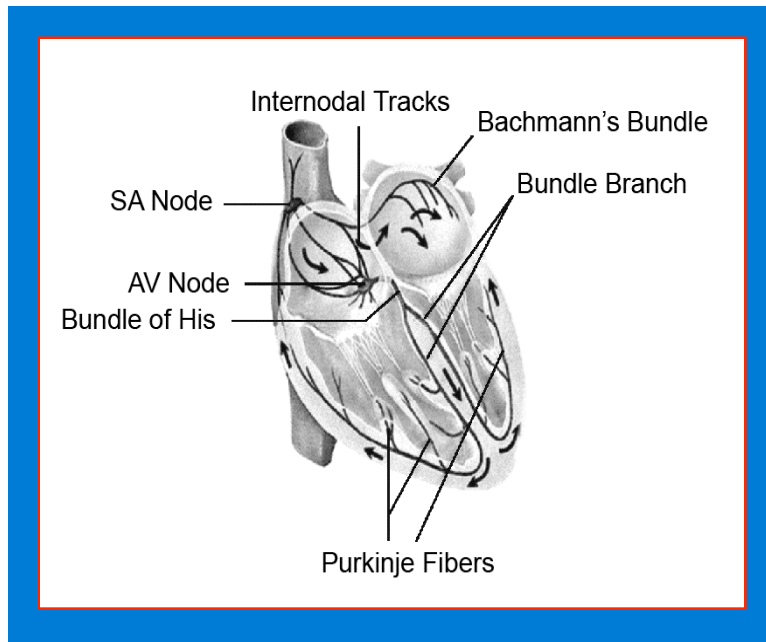 Internodal Tracks
Bachmann’s Bundle
Bundle Branch
SA Node
AV Node
Bundle of His
Purkinje Fibers